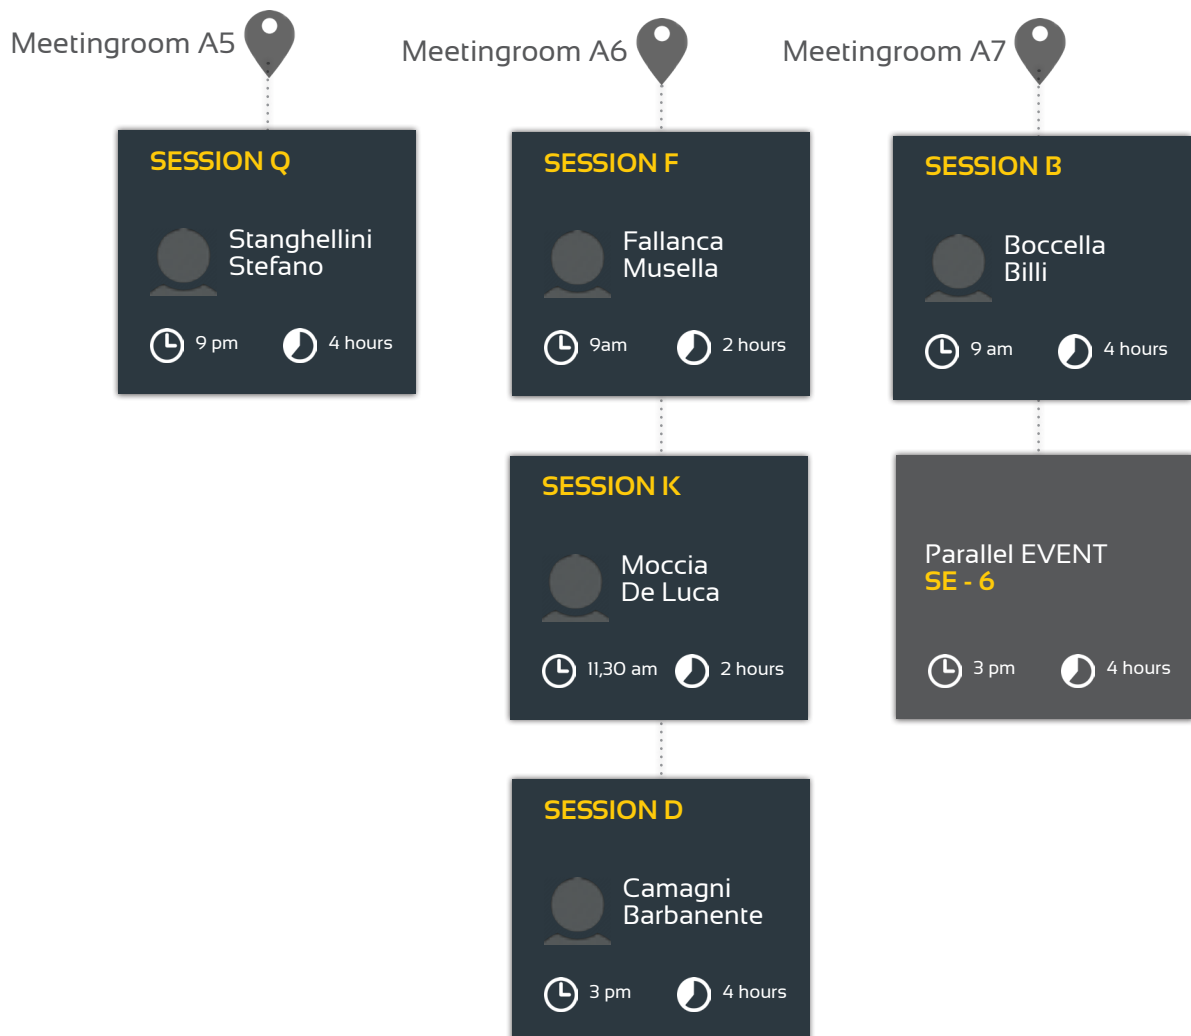 Meetingroom A5
SESSION Q
Stanghellini
Stefano
9 pm
4 hours
Meetingroom A6
SESSION F
Fallanca
Musella
9am
2 hours
SESSION K
Moccia
De Luca
11,30 am
2 hours
SESSION D
Camagni
Barbanente
3 pm
4 hours
Meetingroom A7
SESSION B
Boccella
Billi
9 am
4 hours
Parallel EVENT
SE - 6
3 pm
4 hours